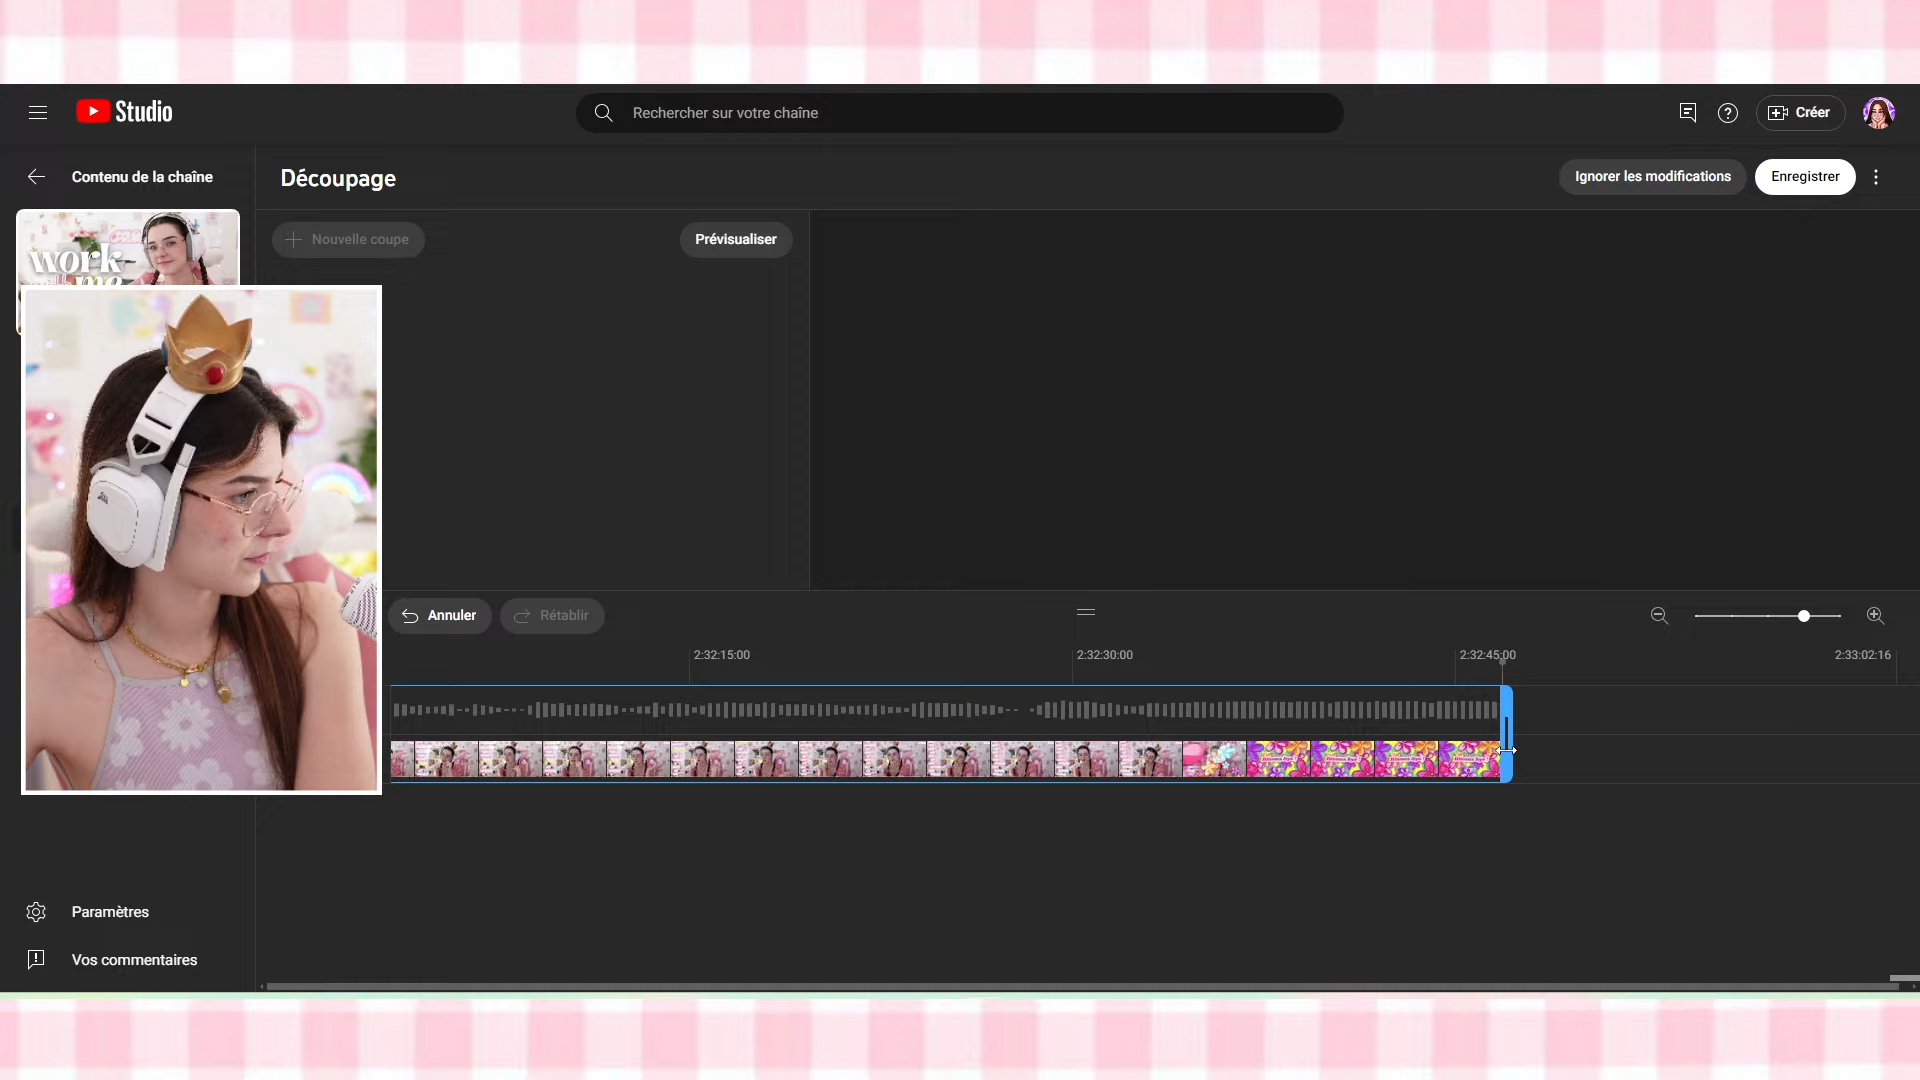 Studio
Rechercher sur votre chaîne
Créer
Contenu de la chaîne
Découpage
Ignorer les modifications
Enregistrer
Nouvelle coupe
Prévisualiser
work
me
Annuler
Rétablir
2:32:15:00
2:32:30:00
2:32:45:00
2:33:02:16
Paramètres
Vos commentaires